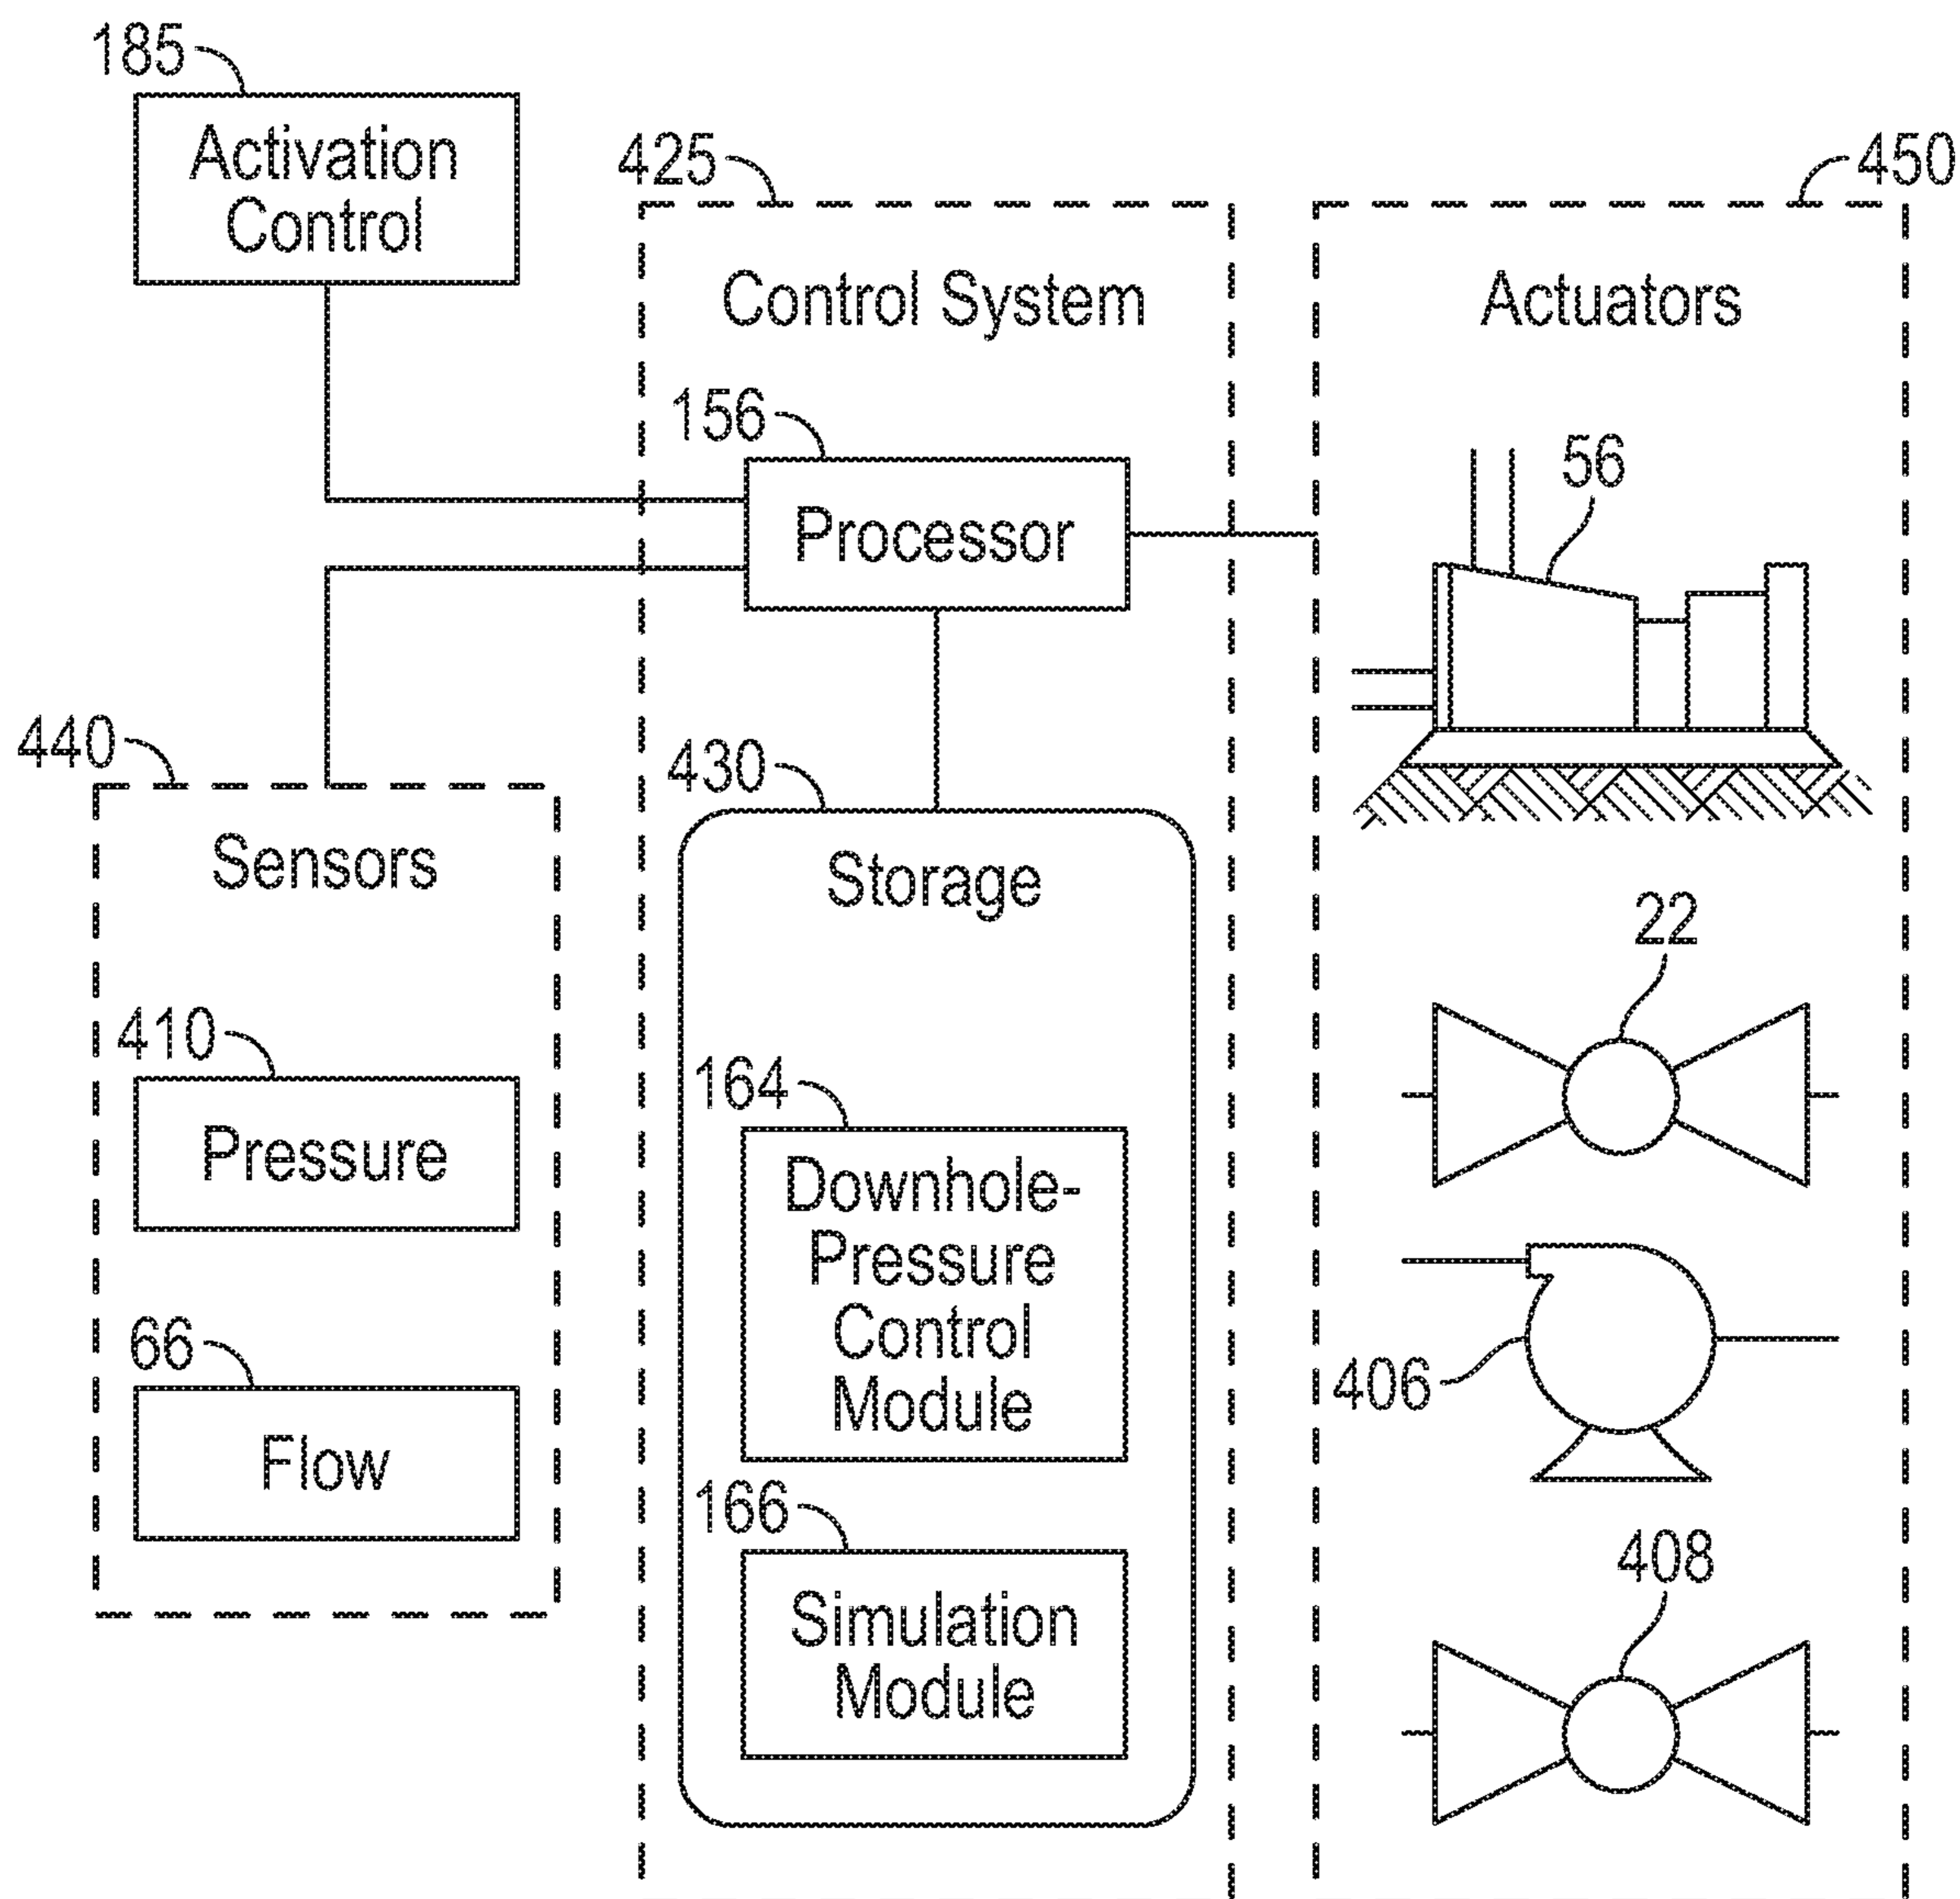 185
Activation
Control
425
450
Control System
Actuators
156
Processor
56
440
Sensors
430
Storage
22
410
Pressure
164
Downhole-
Pressure
Control
Module
406
66
Flow
166
Simulation
Module
408